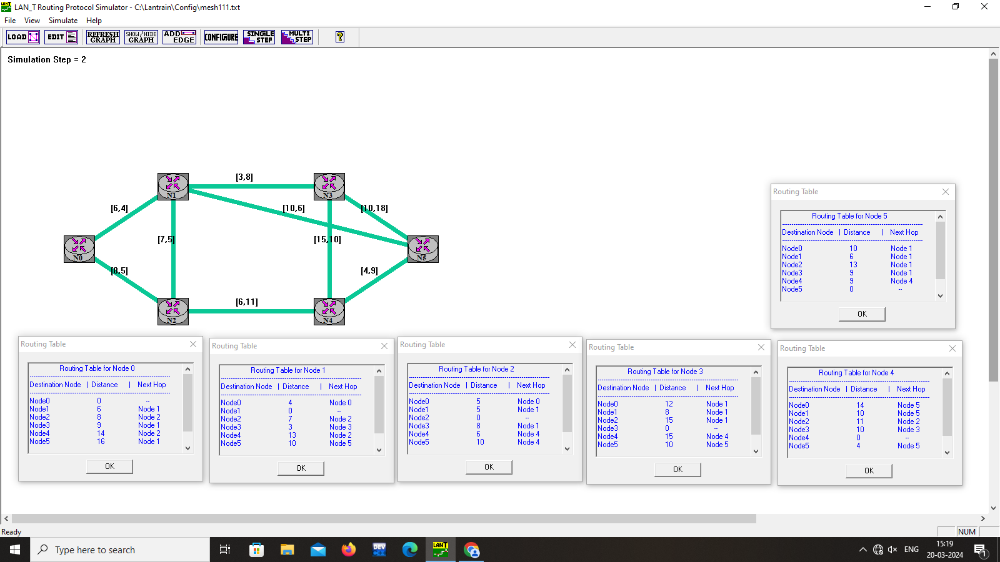 LAN_T Routing Protocol Simulator - C:\Lantrain\Config\mesh111.txt
File View Simulate Help
LOAD EDIT REFRESH GRAPH SHOW/HIDE GRAPH ADD EDGE CONFIGURE SINGLE STEP MULTI STEP ?
Simulation Step = 2
[3,8]
N1 N3
[6,4] [10,6] [10,18]
[7,5] [15,10]
N0 N5
[8,5] [4,9]
[6,11]
N2 N4
Routing Table
Routing Table for Node 5
Destination Node | Distance | Next Hop
Node0 10 Node 1
Node1 6 Node 1
Node2 13 Node 1
Node3 9 Node 1
Node4 9 Node 4
Node5 0 --
OK
Routing Table
Routing Table for Node 0
Destination Node | Distance | Next Hop
Node0 0 --
Node1 6 Node 1
Node2 8 Node 2
Node3 9 Node 1
Node4 14 Node 2
Node5 16 Node 1
OK
Routing Table
Routing Table for Node 1
Destination Node | Distance | Next Hop
Node0 4 Node 0
Node1 0 --
Node2 7 Node 2
Node3 3 Node 3
Node4 13 Node 2
Node5 10 Node 5
OK
Routing Table
Routing Table for Node 2
Destination Node | Distance | Next Hop
Node0 5 Node 0
Node1 5 Node 1
Node2 0 --
Node3 8 Node 1
Node4 6 Node 4
Node5 10 Node 4
OK
Routing Table
Routing Table for Node 3
Destination Node | Distance | Next Hop
Node0 12 Node 1
Node1 8 Node 1
Node2 15 Node 1
Node3 0 --
Node4 15 Node 4
Node5 10 Node 5
OK
Routing Table
Routing Table for Node 4
Destination Node | Distance | Next Hop
Node0 14 Node 5
Node1 10 Node 5
Node2 11 Node 2
Node3 10 Node 3
Node4 0 --
Node5 4 Node 5
OK
Ready NUM
Type here to search DEV LANT ENG 15:19
20-03-2024 1